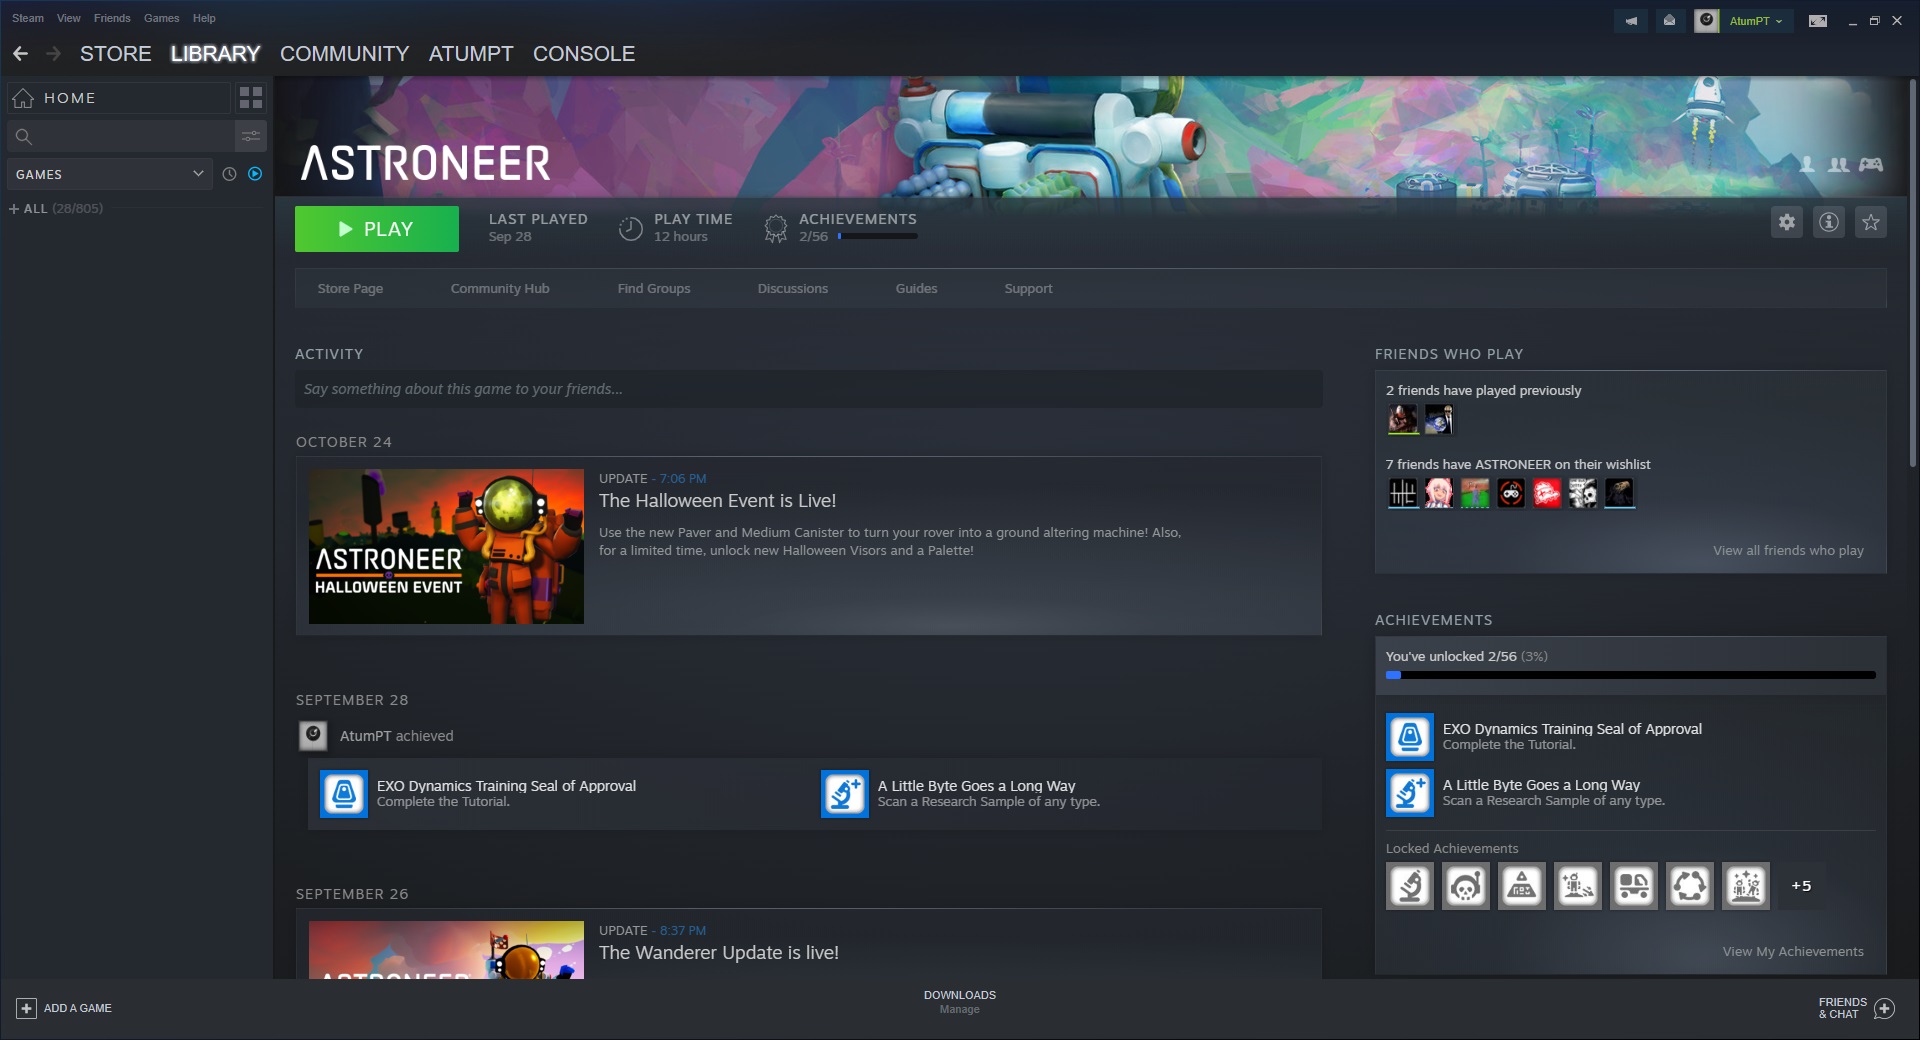 Steam View Friends Games Help
AtumPT
STORE LIBRARY COMMUNITY ATUMPT CONSOLE
HOME
GAMES
+ ALL (28/805)
ASTRONEER
PLAY
LAST PLAYED
Sep 28
PLAY TIME
12 hours
ACHIEVEMENTS
2/56
Store Page Community Hub Find Groups Discussions Guides Support
ACTIVITY
Say something about this game to your friends...
OCTOBER 24
ASTRONEER
HALLOWEEN EVENT
UPDATE - 7:06 PM
The Halloween Event is Live!
Use the new Paver and Medium Canister to turn your rover into a ground altering machine! Also,
for a limited time, unlock new Halloween Visors and a Palette!
SEPTEMBER 28
AtumPT achieved
EXO Dynamics Training Seal of Approval
Complete the Tutorial.
A Little Byte Goes a Long Way
Scan a Research Sample of any type.
SEPTEMBER 26
ASTRONEER
UPDATE - 8:37 PM
The Wanderer Update is live!
FRIENDS WHO PLAY
2 friends have played previously
7 friends have ASTRONEER on their wishlist
View all friends who play
ACHIEVEMENTS
You've unlocked 2/56 (3%)
EXO Dynamics Training Seal of Approval
Complete the Tutorial.
A Little Byte Goes a Long Way
Scan a Research Sample of any type.
Locked Achievements
+5
View My Achievements
ADD A GAME
DOWNLOADS
Manage
FRIENDS
& CHAT